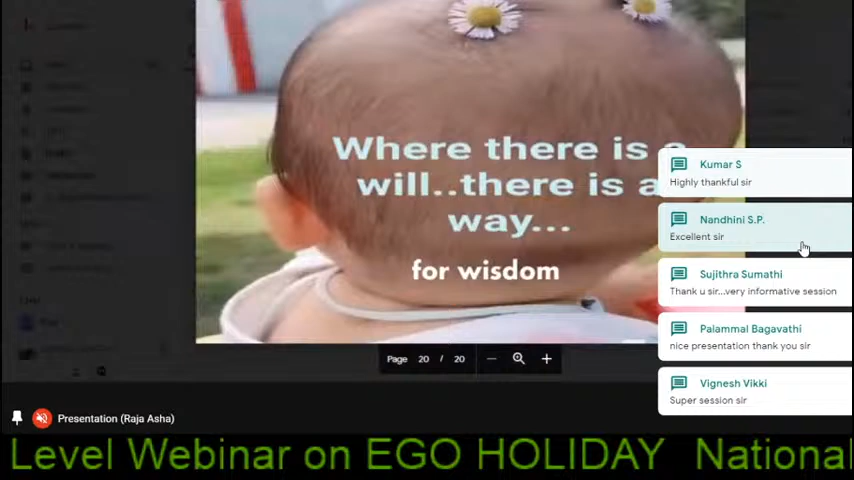 Where there is a
will..there is a
way...
for wisdom
Kumar S
Highly thankful sir
Nandhini S.P.
Excellent sir
Sujithra Sumathi
Thank u sir...very informative session
Palammal Bagavathi
nice presentation thank you sir
Vignesh Vikki
Super session sir
Page 20 / 20
Presentation (Raja Asha)
Level Webinar on EGO HOLIDAY National